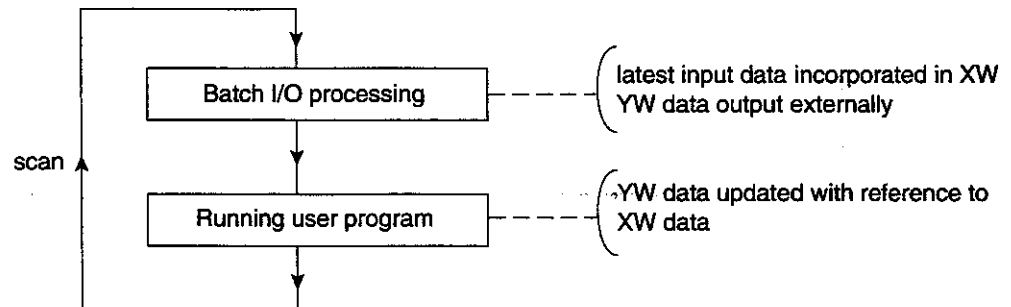 Batch I/O processing
latest input data incorporated in XW
YW data output externally
scan
Running user program
YW data updated with reference to
XW data